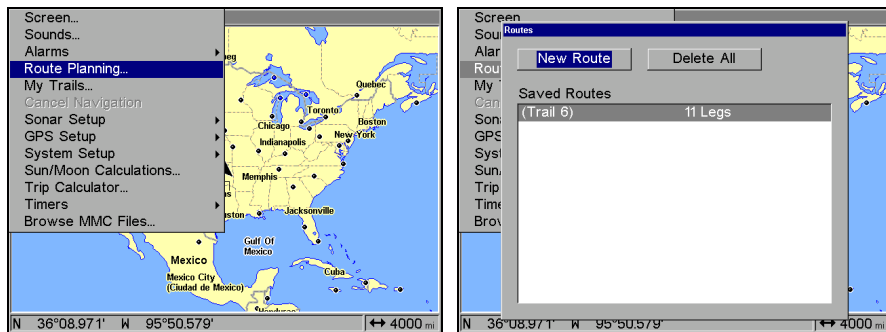 Screen...
Sounds...
Alarms
Route Planning...
My Trails...
Cancel Navigation
Sonar Setup
GPS Setup
System Setup
Sun/Moon Calculations...
Trip Calculator...
Timers
Browse MMC Files...
Quebec
Toronto
Boston
Chicago
New York
Indianapolis
Memphis
Jacksonville
Gulf Of
Mexico
Mexico
Cuba
Mexico City
(Ciudad de Mexico)
N 36°08.971' W 95°50.579' 4000 mi
Screen
Routes
New Route
Delete All
Saved Routes
(Trail 6) 11 Legs
N 36°08.971' W 95°50.579' 4000 mi